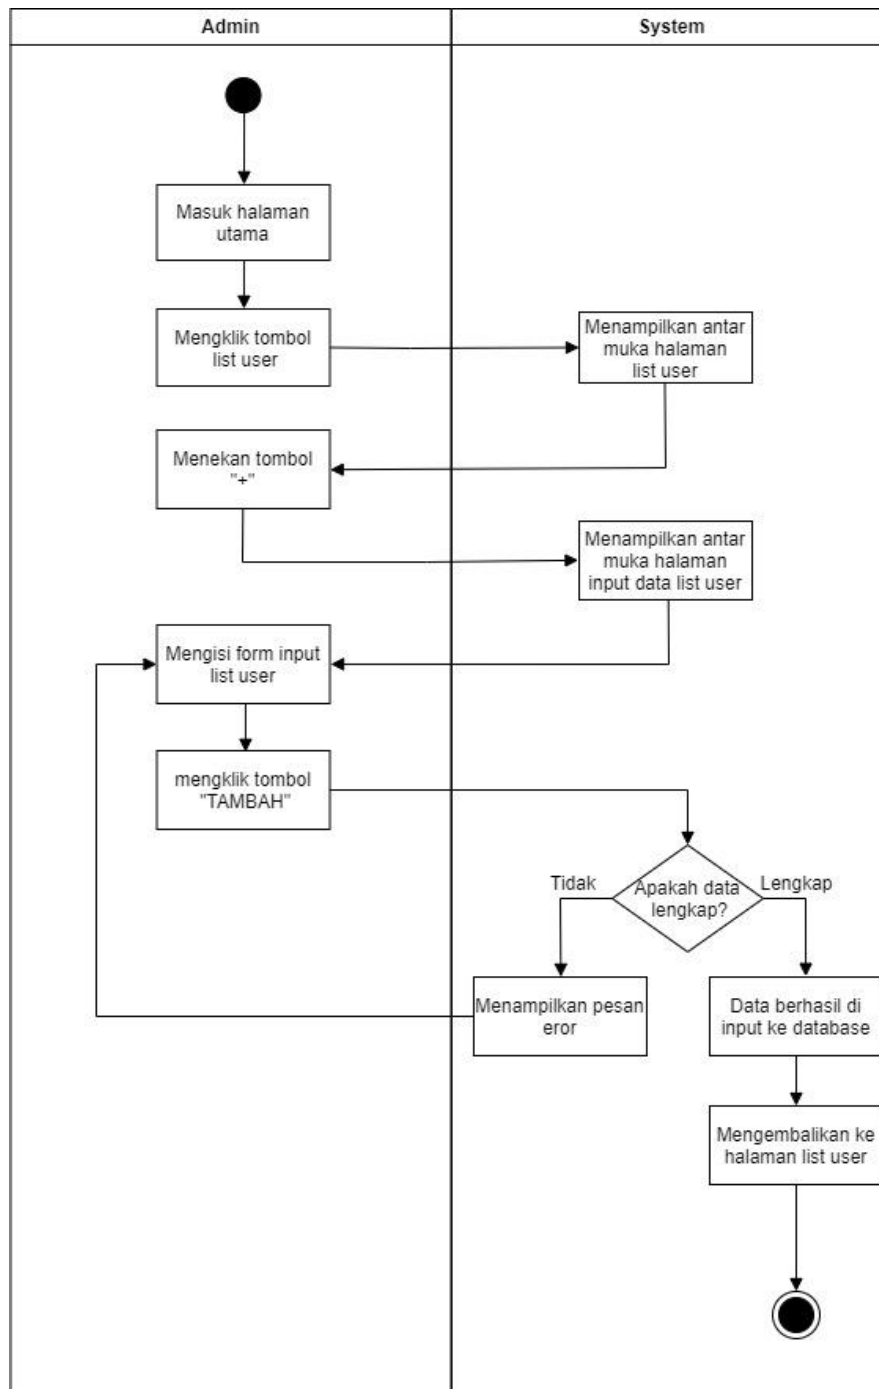 Admin
System
Masuk halaman
utama
Mengklik tombol
list user
Menampilkan antar
muka halaman
list user
Menekan tombol
"+"
Menampilkan antar
muka halaman
input data list user
Mengisi form input
list user
mengklik tombol
"TAMBAH"
Apakah data
lengkap?
Tidak
Lengkap
Menampilkan pesan
eror
Data berhasil di
input ke database
Mengembalikan ke
halaman list user